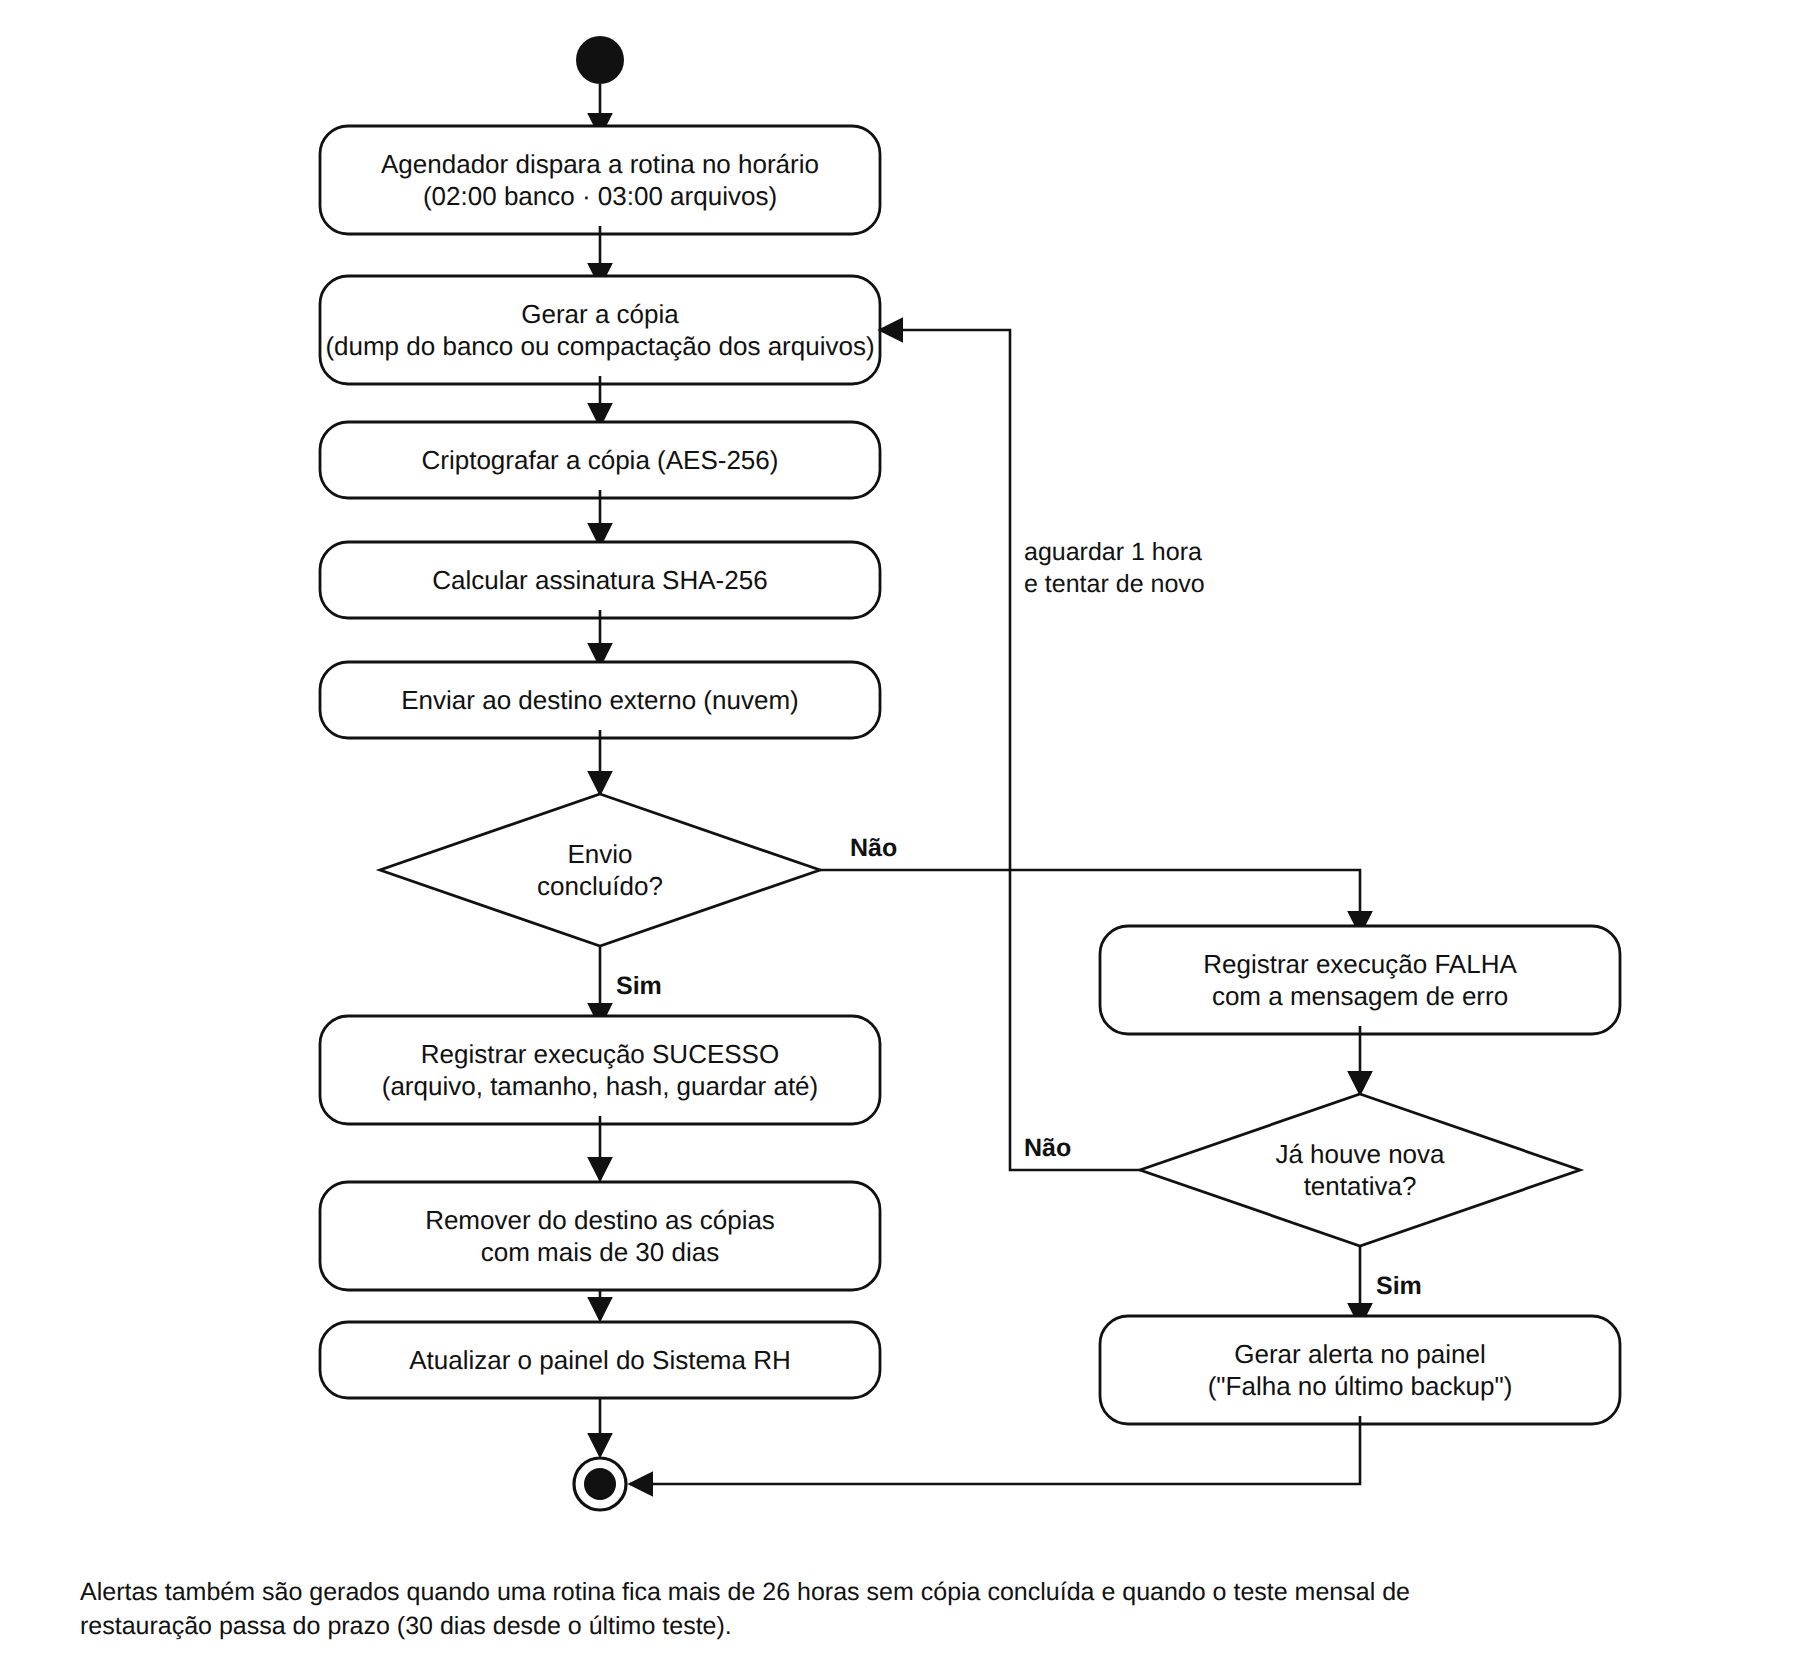 Agendador dispara a rotina no horário
(02:00 banco · 03:00 arquivos)
Gerar a cópia
(dump do banco ou compactação dos arquivos)
Criptografar a cópia (AES-256)
aguardar 1 hora
e tentar de novo
Calcular assinatura SHA-256
Enviar ao destino externo (nuvem)
Envio
concluído?
Não
Sim
Registrar execução FALHA
com a mensagem de erro
Registrar execução SUCESSO
(arquivo, tamanho, hash, guardar até)
Não
Já houve nova
tentativa?
Remover do destino as cópias
com mais de 30 dias
Sim
Atualizar o painel do Sistema RH
Gerar alerta no painel
("Falha no último backup")
Alertas também são gerados quando uma rotina fica mais de 26 horas sem cópia concluída e quando o teste mensal de
restauração passa do prazo (30 dias desde o último teste).